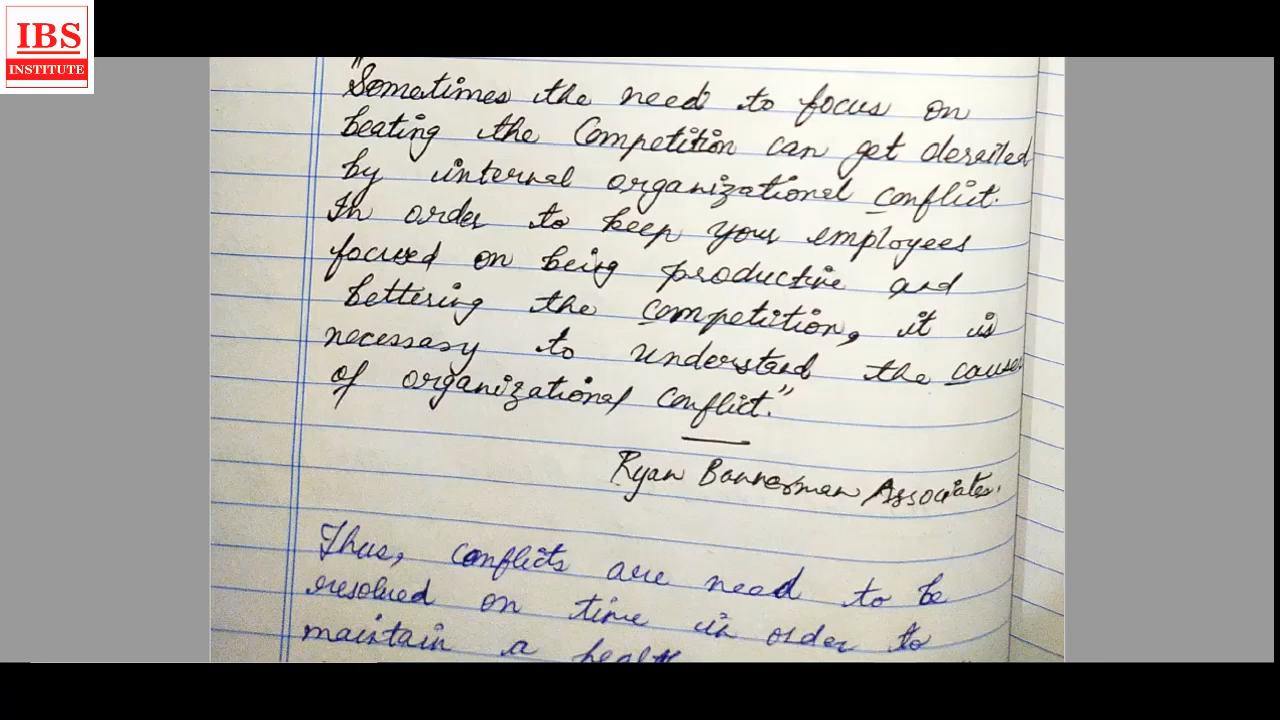 IBS
INSTITUTE
"Sometimes the need to focus on
beating the Competition can get derailed
by internal organizational conflict.
In order to keep your employees
focused on being productive and
bettering the competition, it is
necessary to understand the causes
of organizational conflict."
Ryan Bannerman Associates.
Thus, conflicts are need to be
resolved on time in order to
maintain a